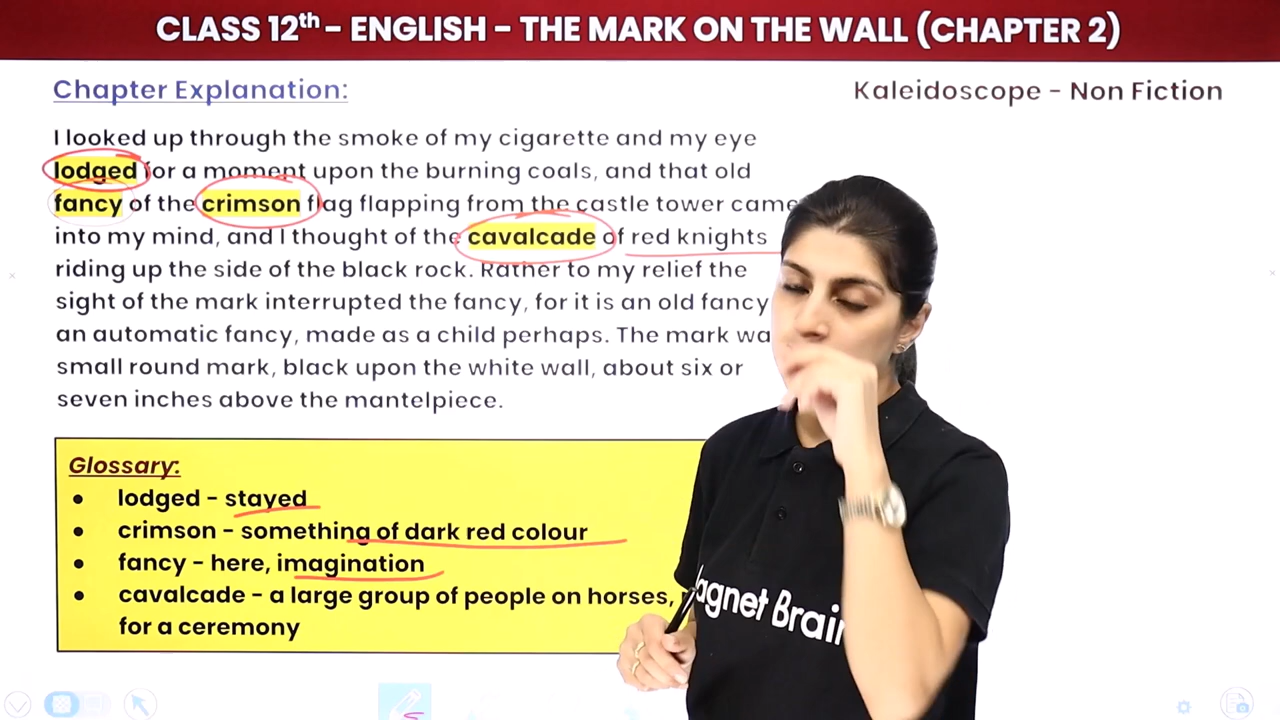 CLASS 12th - ENGLISH - THE MARK ON THE WALL (CHAPTER 2)
Chapter Explanation:
Kaleidoscope - Non Fiction
I looked up through the smoke of my cigarette and my eye
lodged for a moment upon the burning coals, and that old
fancy of the crimson flag flapping from the castle tower came
into my mind, and I thought of the cavalcade of red knights
riding up the side of the black rock. Rather to my relief the
sight of the mark interrupted the fancy, for it is an old fancy
an automatic fancy, made as a child perhaps. The mark
small round mark, black upon the white wall, about six or
seven inches above the mantelpiece.
Glossary:
• lodged - stayed
• crimson - something of dark red colour
• fancy - here, imagination
• cavalcade - a large group of people on horses,
for a ceremony
agnet Brai